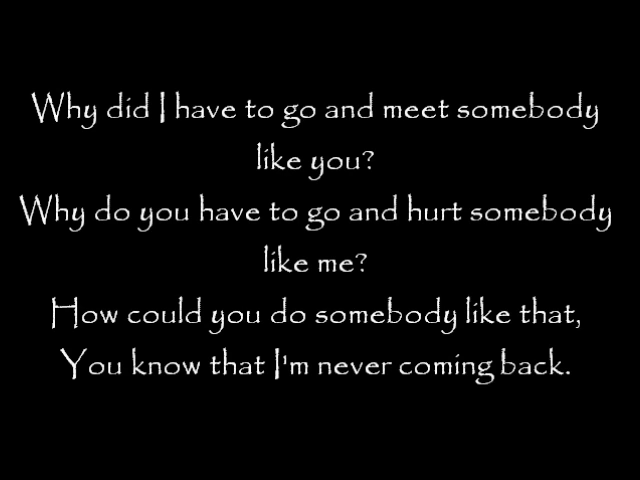 Why did I have to go and meet somebody
like you?
Why do you have to go and hurt somebody
like me?
How could you do somebody like that,
You know that I'm never coming back.